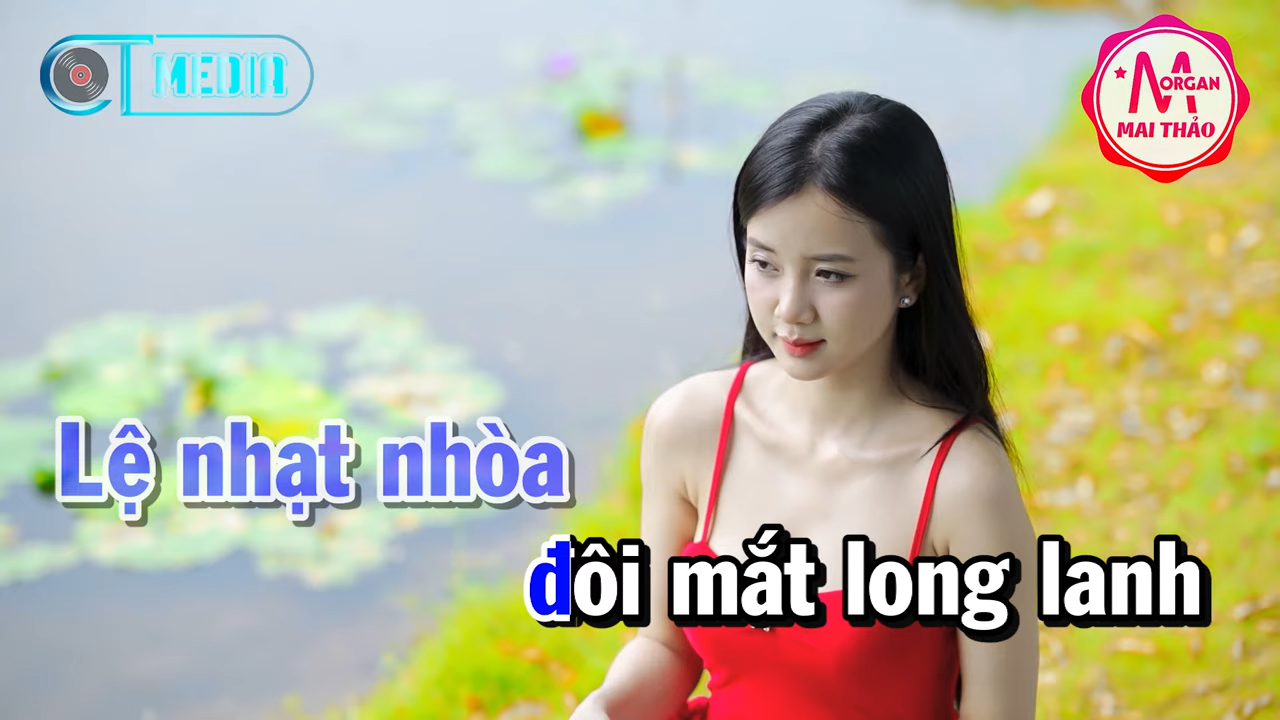 CT MEDIA
MORGAN
MAI THẢO
Lệ nhạt nhòa
đôi mắt long lanh